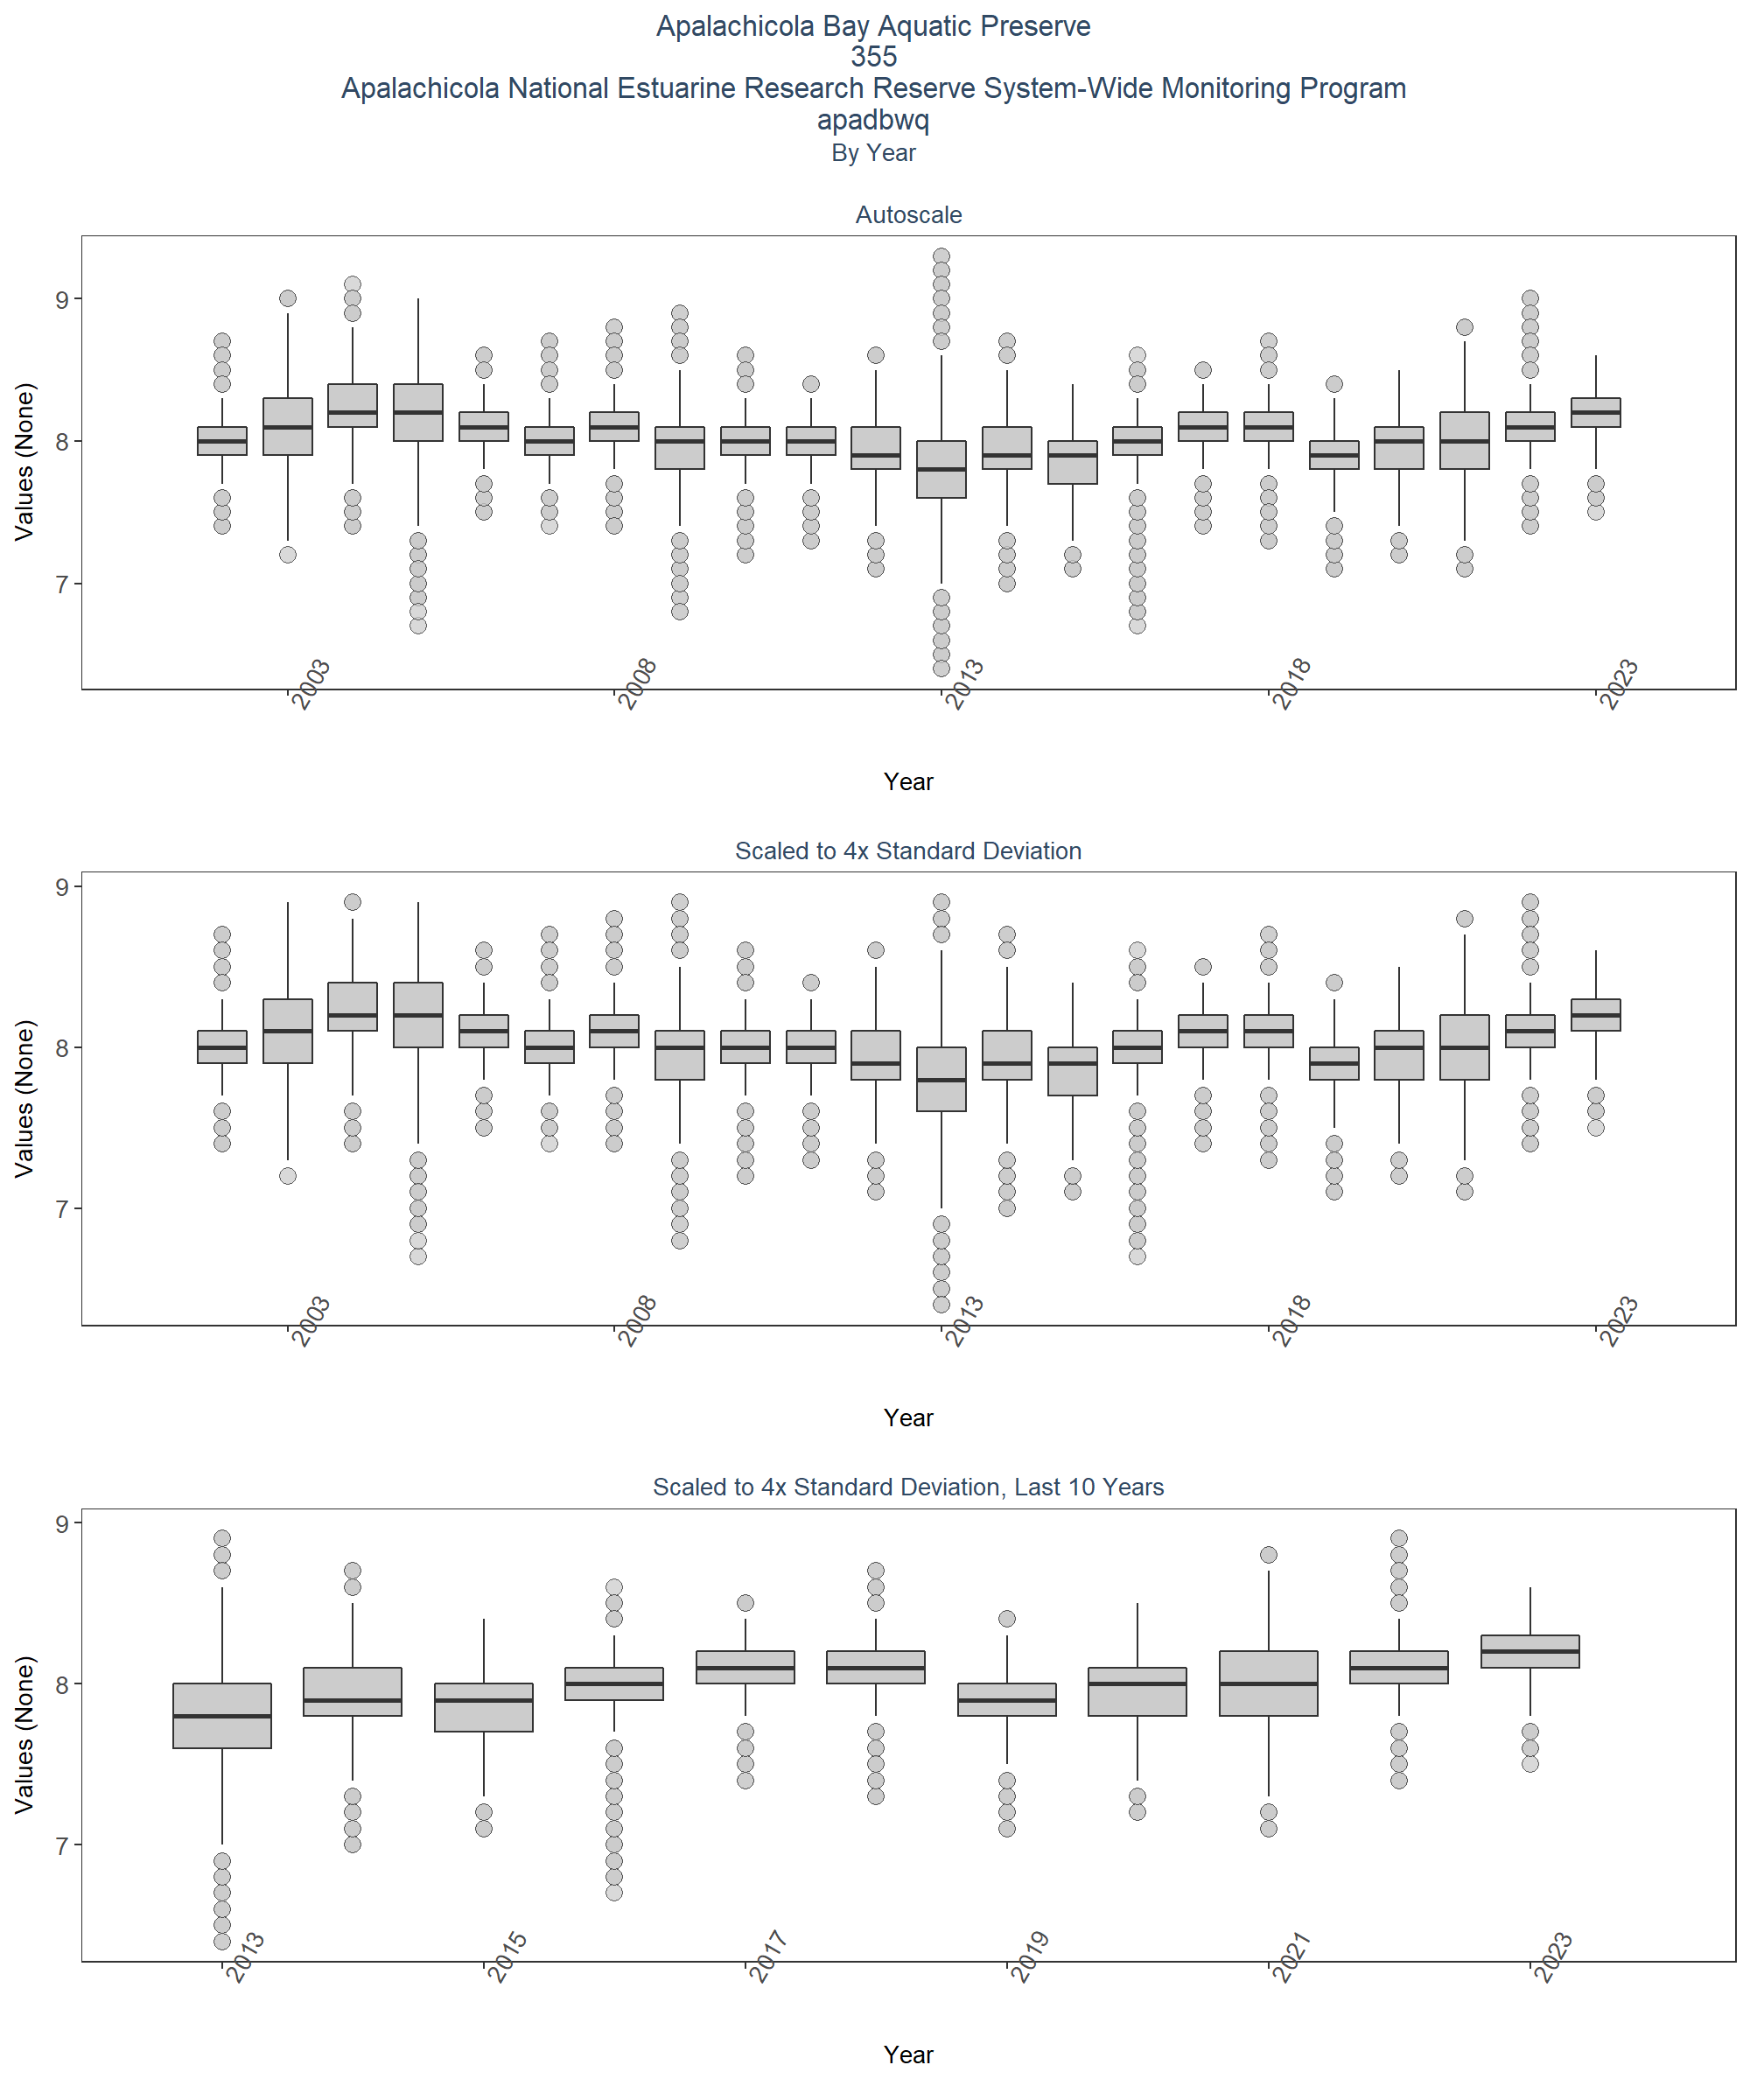 Apalachicola Bay Aquatic Preserve
355
Apalachicola National Estuarine Research Reserve System-Wide Monitoring Program
apadbwq
By Year
Autoscale
Values (None)
9
8
7
2003
2008
2013
2018
2023
Year
Scaled to 4x Standard Deviation
Values (None)
9
8
7
2003
2008
2013
2018
2023
Year
Scaled to 4x Standard Deviation, Last 10 Years
Values (None)
9
8
7
2013
2015
2017
2019
2021
2023
Year